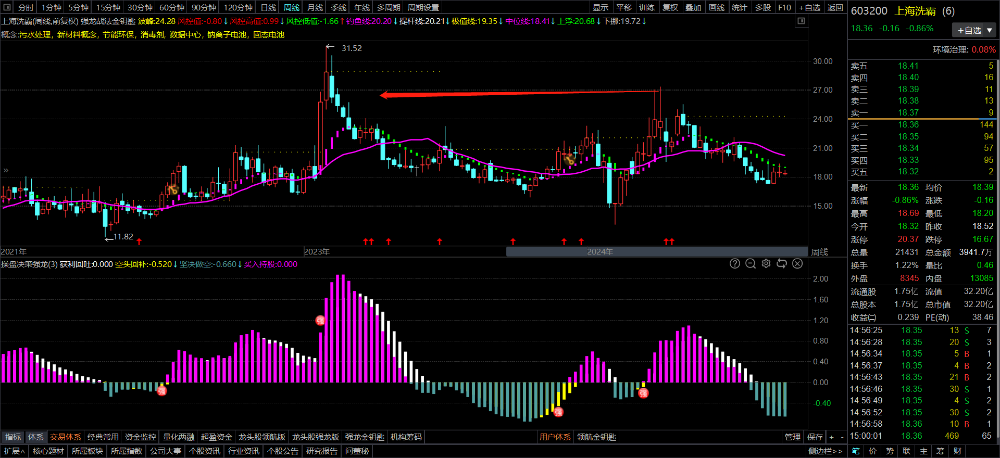 分时 1分钟 5分钟 15分钟 30分钟 60分钟 90分钟 120分钟 日线 周线 月线 季线 年线 多周期 周期设置 显示 平移 训练 复权 叠加 画线 统计 多股 F10 +自选 返回
上海洗霸(周线,前复权) 强龙战法金钥匙 波峰:24.28 风控值:-0.80↓ 风控高值:0.99↓ 风控低值:-1.66↑ 钓鱼线:20.20↓ 提杆线:20.21↓ 极值线:19.35↓ 中位线:18.41↓ 上浮:20.68↓ 下挪:19.72↓
概念:污水处理, 新材料概念, 节能环保, 消毒剂, 数据中心, 钠离子电池, 固态电池
31.52
30.00
27.00
24.00
21.00
18.00
15.00
»
11.82
2021年 2023年 2024年 周线
操盘决策强龙(3) 获利回吐:0.000 空头回补:-0.520↓ 坚决做空:-0.660↓ 买入持股:0.000
2.00
1.60
1.20
0.80
0.40
0.00
-0.40
强
强
强
强
指标 体系 交易体系 经典常用 资金监控 量化两融 超盈资金 龙头股领航版 龙头股强龙版 强龙金钥匙 机构筹码 用户体系 领航金钥匙 管理 保存 + -
扩展∧ 核心题材 所属板块 所属指数 公司大事 个股资讯 行业资讯 个股公告 研究报告 问董秘 侧边栏>>
603200 上海洗霸 (6)
18.36 -0.16 -0.86% +自选 ▼
环境治理: 0.08%
卖五 18.41 5
卖四 18.40 16
卖三 18.39 11
卖二 18.38 13
卖一 18.37 9
买一 18.36 144
买二 18.35 94
买三 18.34 57
买四 18.33 95
买五 18.32 2
最新 18.36 均价 18.39
涨幅 -0.86% 涨跌 -0.16
最高 18.69 最低 18.20
今开 18.32 昨收 18.52
涨停 20.37 跌停 16.67
总量 21431 总金额 3941.7万
换手 1.22% 量比 0.46
外盘 8345 内盘 13085
流通股 1.75亿 流值 32.20亿
总股本 1.75亿 总市值 32.20亿
收益㈡ 0.239 PE(动) 38.46
14:56:25 18.35 13 S 7
14:56:28 18.35 20 S 3
14:56:34 18.35 5 B 1
14:56:37 18.35 4 B 2
14:56:43 18.35 21 B 2
14:56:46 18.35 30 S 1
14:56:49 18.35 4 S 2
14:56:52 18.35 30 S 2
14:56:58 18.36 10 B 1
15:00:01 18.36 469 65
笔 价 势 联 主 筹 财